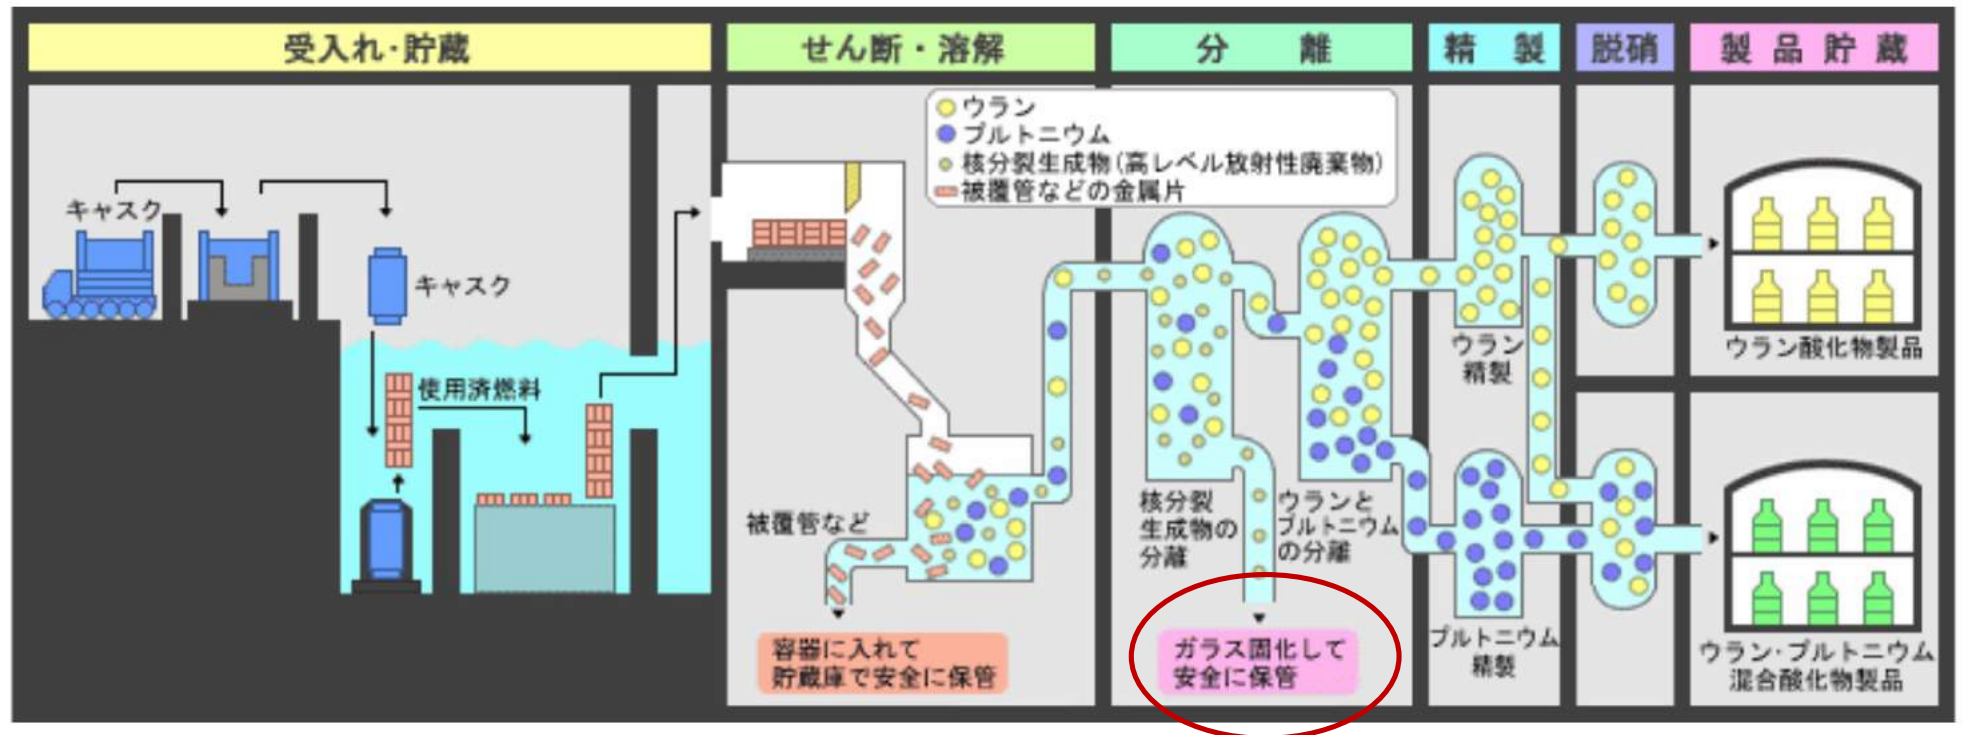 受入れ・貯蔵
せん断・溶解
分離
精製
脱硝
製品貯蔵
ウラン
プルトニウム
核分裂生成物(高レベル放射性廃棄物)
被覆管などの金属片
キャスク
キャスク
使用済燃料
被覆管など
容器に入れて
貯蔵庫で安全に保管
核分裂
生成物の
分離
ウランと
プルトニウム
の分離
ガラス固化して
安全に保管
ウラン
精製
プルトニウム
精製
ウラン酸化物製品
ウラン・プルトニウム
混合酸化物製品